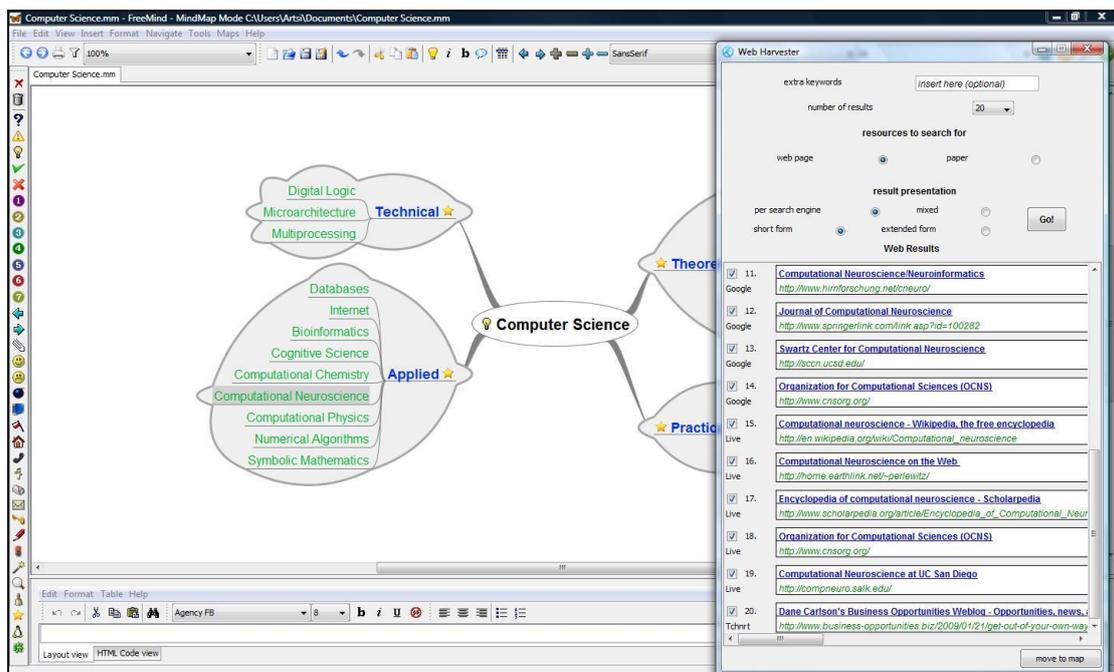 Computer Science.mm - FreeMind - MindMap Mode C:\Users\Artsi\Documents\Computer Science.mm
File Edit View Insert Format Navigate Tools Maps Help
100%
SansSerif
Computer Science.mm
Digital Logic
Microarchitecture
Multiprocessing
Technical
Databases
Internet
Bioinformatics
Cognitive Science
Computational Chemistry
Computational Neuroscience
Computational Physics
Numerical Algorithms
Symbolic Mathematics
Applied
Computer Science
Theore
Practic
Edit Format Table Help
Agency FB 8 b i U
Layout view HTML Code view
Web Harvester
extra keywords insert here (optional)
number of results 20
resources to search for
web page paper
result presentation
per search engine mixed
short form extended form
Go!
Web Results
11. Computational Neuroscience/Neuroinformatics
Google http://www.hirnforschung.net/cneuro/
12. Journal of Computational Neuroscience
Google http://www.springerlink.com/link.asp?id=100282
13. Swartz Center for Computational Neuroscience
Google http://sccn.ucsd.edu/
14. Organization for Computational Sciences (OCNS)
Google http://www.cnsorg.org/
15. Computational neuroscience - Wikipedia, the free encyclopedia
Live http://en.wikipedia.org/wiki/Computational_neuroscience
16. Computational Neuroscience on the Web
Live http://home.earthlink.net/~perlewitz/
17. Encyclopedia of computational neuroscience - Scholarpedia
Live http://www.scholarpedia.org/article/Encyclopedia_of_Computational_Neur
18. Organization for Computational Sciences (OCNS)
Live http://www.cnsorg.org/
19. Computational Neuroscience at UC San Diego
Live http://compneuro.salk.edu/
20. Dane Carlson's Business Opportunities Weblog - Opportunities, news,
Tchnrt http://www.business-opportunities.biz/2009/01/21/get-out-of-your-own-way
move to map